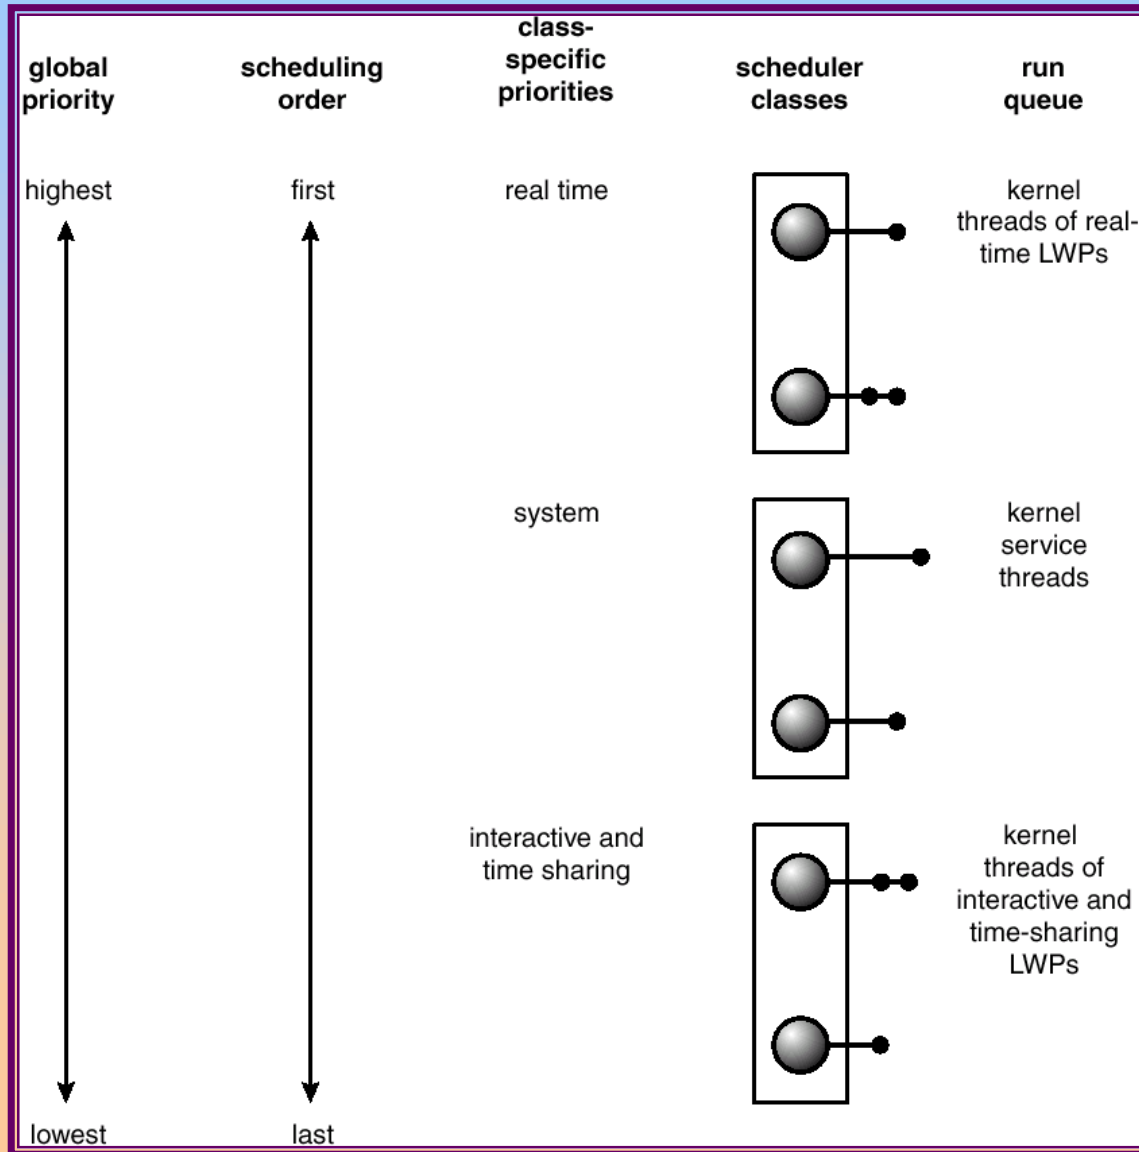 global
priority
scheduling
order
class-
specific
priorities
scheduler
classes
run
queue
highest
first
real time
kernel
threads of real-
time LWPs
system
kernel
service
threads
interactive and
time sharing
kernel
threads of
interactive and
time-sharing
LWPs
lowest
last